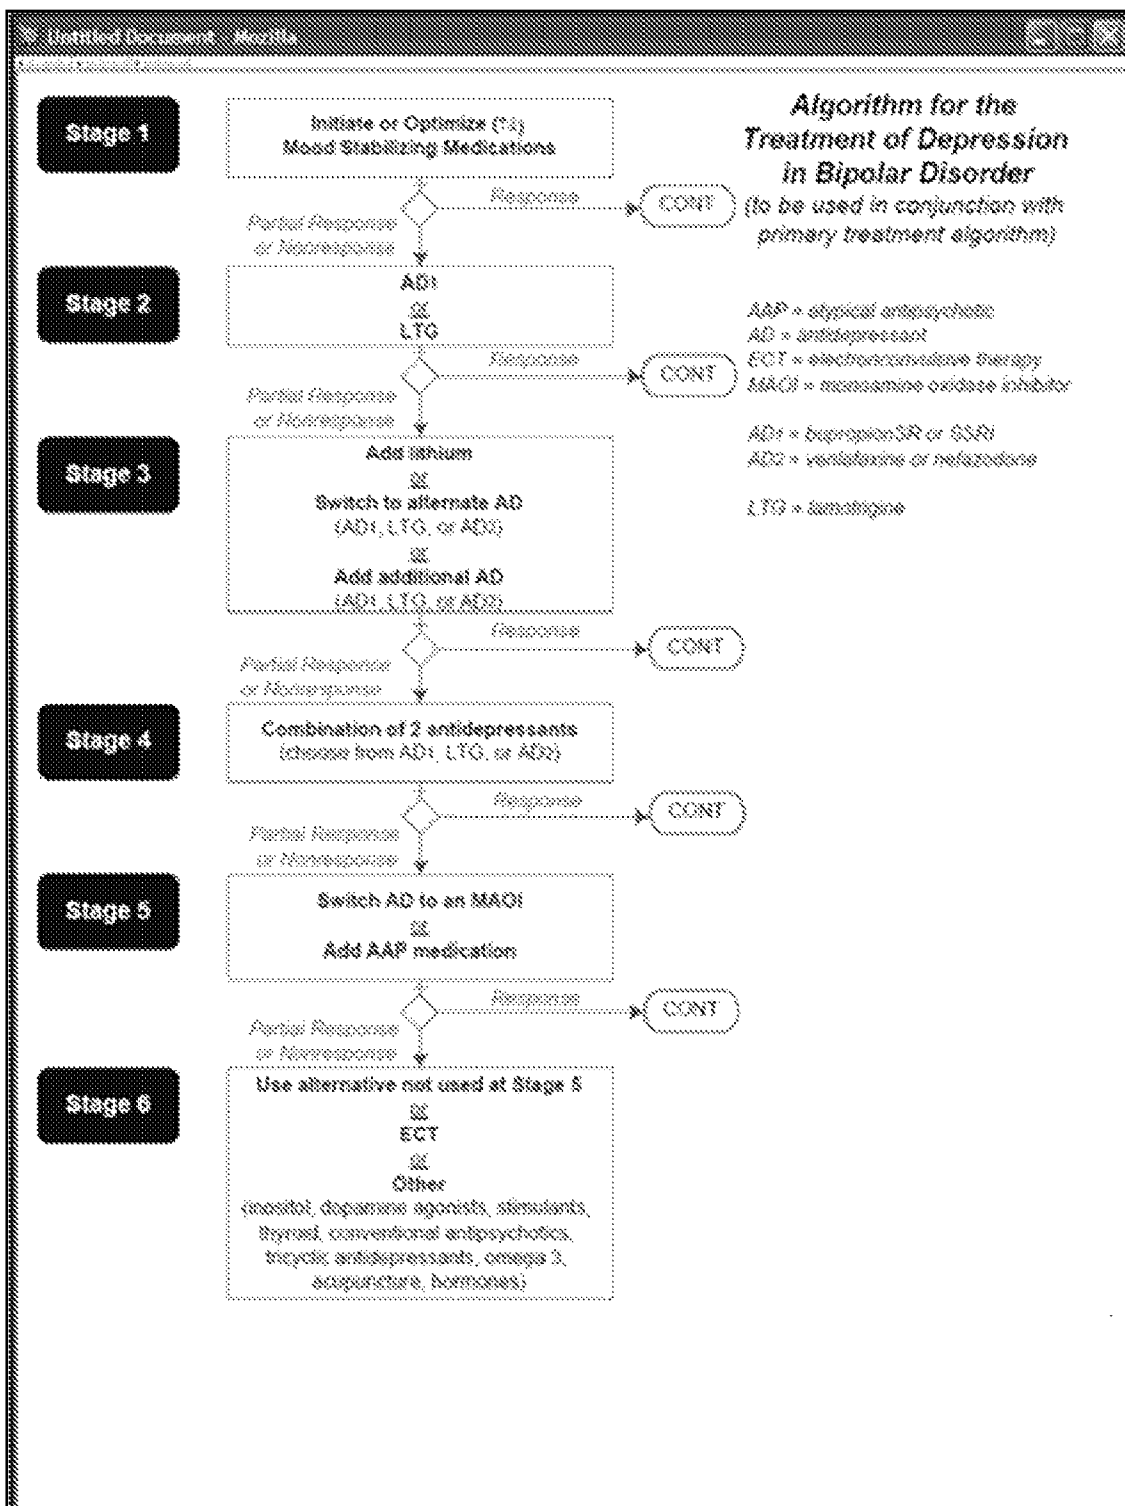 Untitled Document - Mozilla
Stage 1
Initiate or Optimize (↑↓)
Mood Stabilizing Medications
Algorithm for the
Treatment of Depression
in Bipolar Disorder
(to be used in conjunction with
primary treatment algorithm)
Response
CONT
Partial Response
or Nonresponse
Stage 2
AD1
or
LTG
AAP = atypical antipsychotic
AD = antidepressant
ECT = electroconvulsive therapy
MAOI = monoamine oxidase inhibitor
Response
CONT
Partial Response
or Nonresponse
AD1 = bupropionSR or SSRI
AD2 = venlafaxine or nefazodone
LTG = lamotrigine
Stage 3
Add lithium
or
Switch to alternate AD
(AD1, LTG, or AD2)
or
Add additional AD
(AD1, LTG, or AD2)
Response
CONT
Partial Response
or Nonresponse
Stage 4
Combination of 2 antidepressants
(choose from AD1, LTG, or AD2)
Response
CONT
Partial Response
or Nonresponse
Stage 5
Switch AD to an MAOI
or
Add AAP medication
Response
CONT
Partial Response
or Nonresponse
Stage 6
Use alternative not used at Stage 5
or
ECT
or
Other
(inositol, dopamine agonists, stimulants,
thyroid, conventional antipsychotics,
tricyclic antidepressants, omega 3,
acupuncture, hormones)